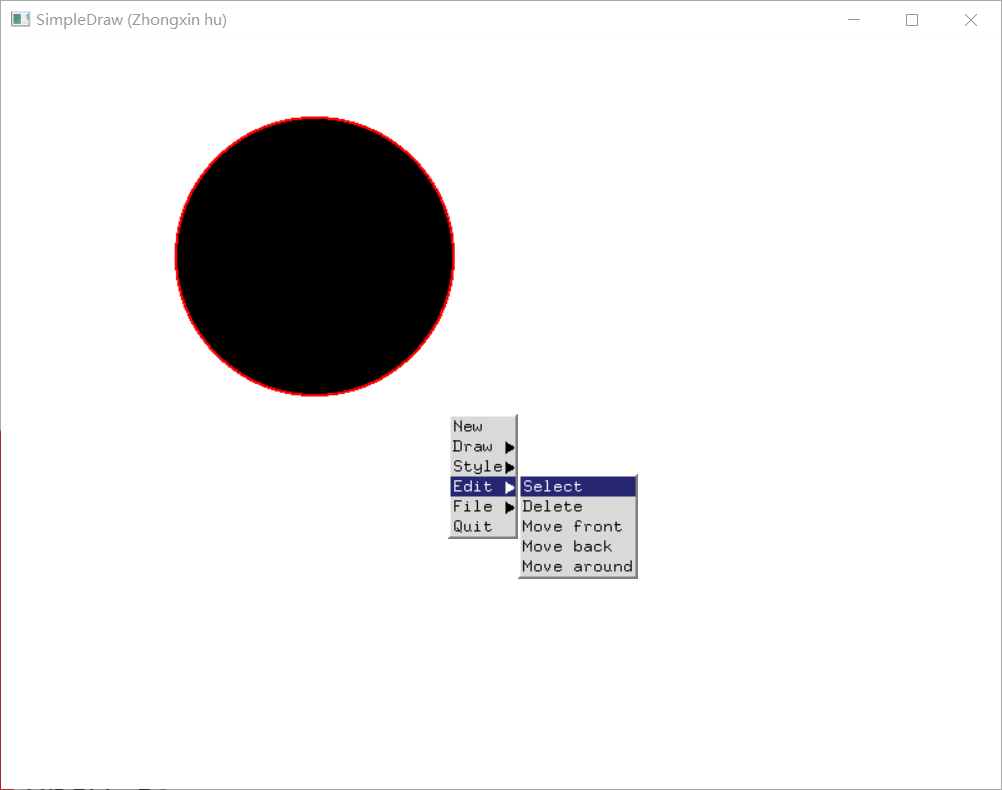 SimpleDraw (Zhongxin hu)
New
Draw
Style
Edit
File
Quit
Select
Delete
Move front
Move back
Move around